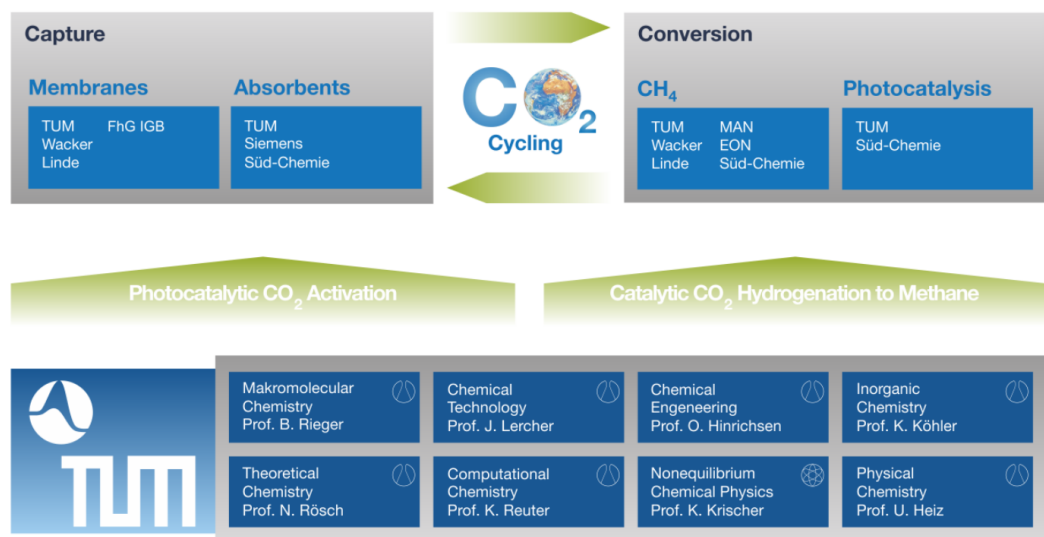 Capture
Membranes
TUM FhG IGB
Wacker
Linde
Absorbents
TUM
Siemens
Süd-Chemie
CO2
Cycling
Conversion
CH4
TUM MAN
Wacker EON
Linde Süd-Chemie
Photocatalysis
TUM
Süd-Chemie
Photocatalytic CO2 Activation
Catalytic CO2 Hydrogenation to Methane
TUM
Makromolecular
Chemistry
Prof. B. Rieger
Chemical
Technology
Prof. J. Lercher
Chemical
Engeneering
Prof. O. Hinrichsen
Inorganic
Chemistry
Prof. K. Köhler
Theoretical
Chemistry
Prof. N. Rösch
Computational
Chemistry
Prof. K. Reuter
Nonequilibrium
Chemical Physics
Prof. K. Krischer
Physical
Chemistry
Prof. U. Heiz